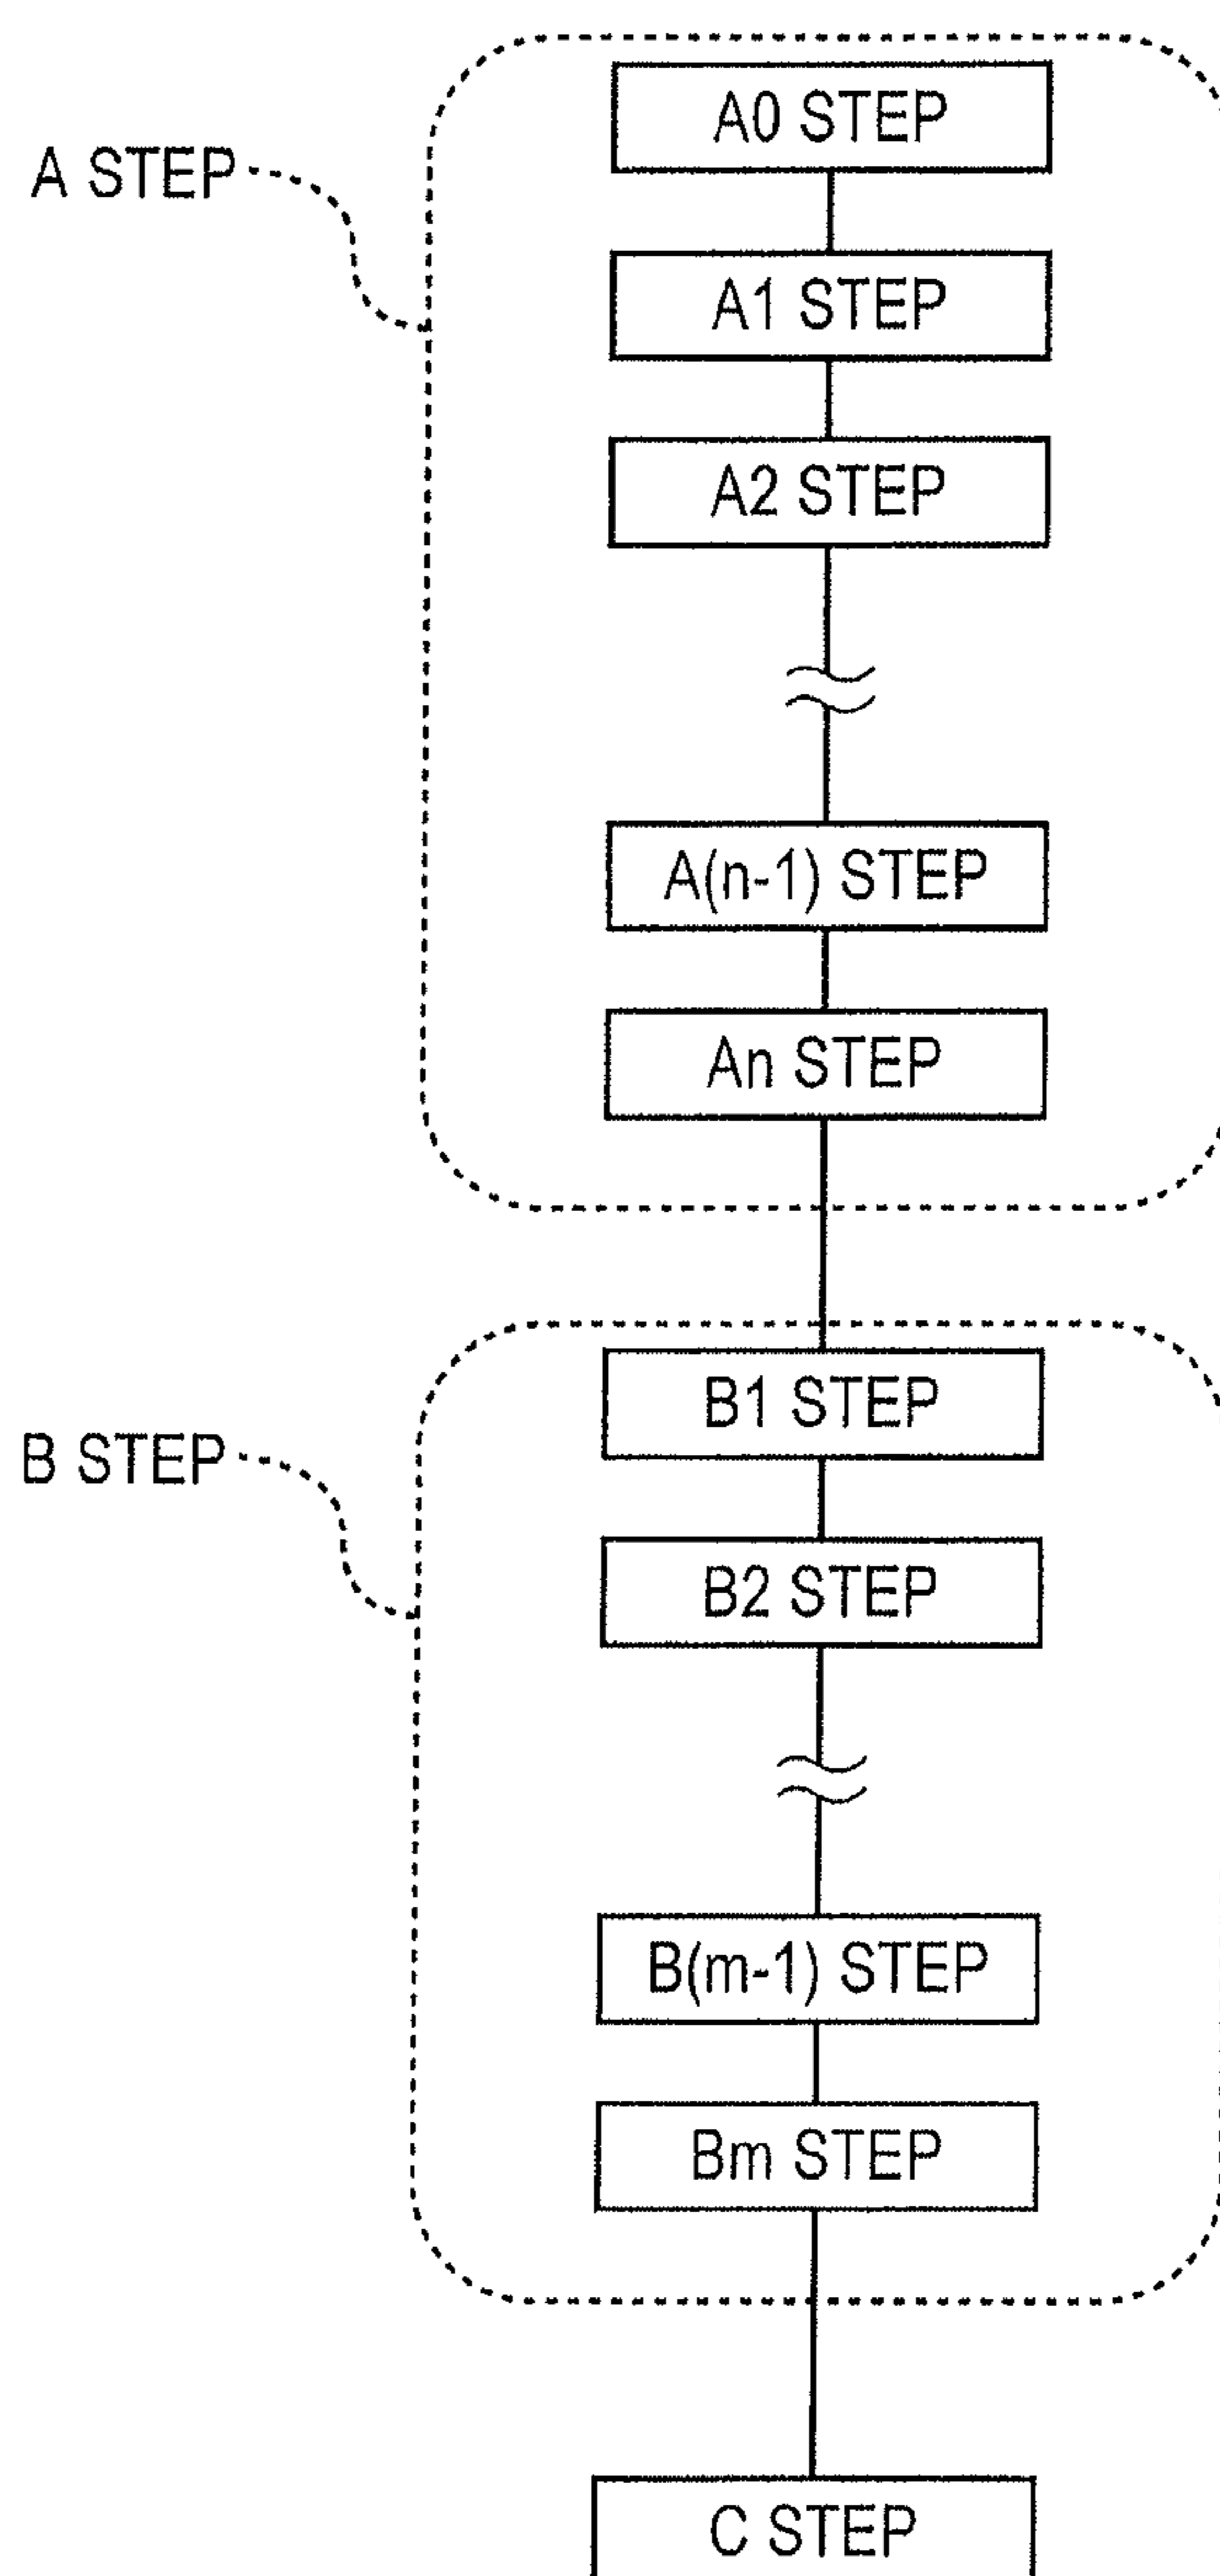 A0 STEP
A STEP
A1 STEP
A2 STEP
A(n-1) STEP
An STEP
B1 STEP
B STEP
B2 STEP
B(m-1) STEP
Bm STEP
C STEP